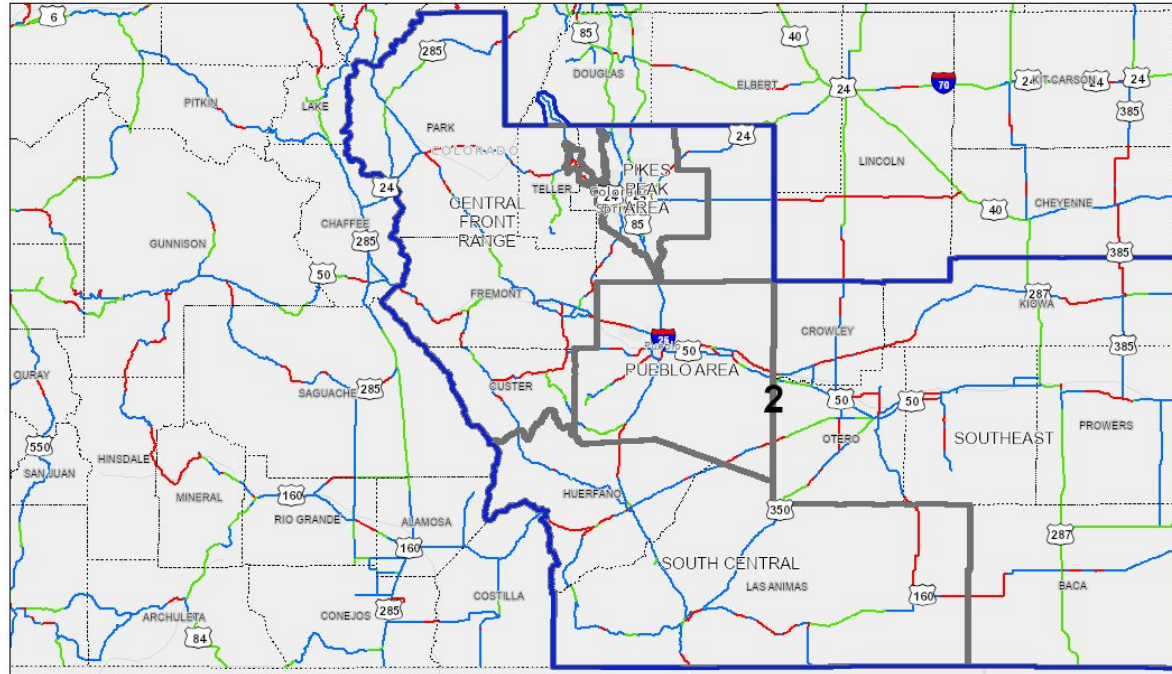 6
85
40
285
DOUGLAS
24
KIT CARSON
24
24
ELBERT
24
70
PITKIN
LAKE
385
PARK
24
COLORADO
LINCOLN
PIKES
PEAK
AREA
TELLER
24
24
24
CENTRAL
FRONT
RANGE
CHEYENNE
40
CHAFFEE
85
285
GUNNISON
385
50
FREMONT
287
KIOWA
CROWLEY
25
50
385
PUEBLO AREA
OURAY
CUSTER
285
SAGUACHE
2
50
50
PROWERS
OTERO
SOUTHEAST
550
HINSDALE
SAN JUAN
MINERAL
160
HUERFANO
RIO GRANDE
ALAMOSA
350
160
287
SOUTH CENTRAL
LAS ANIMAS
BACA
COSTILLA
160
285
CONEJOS
ARCHULETA
84